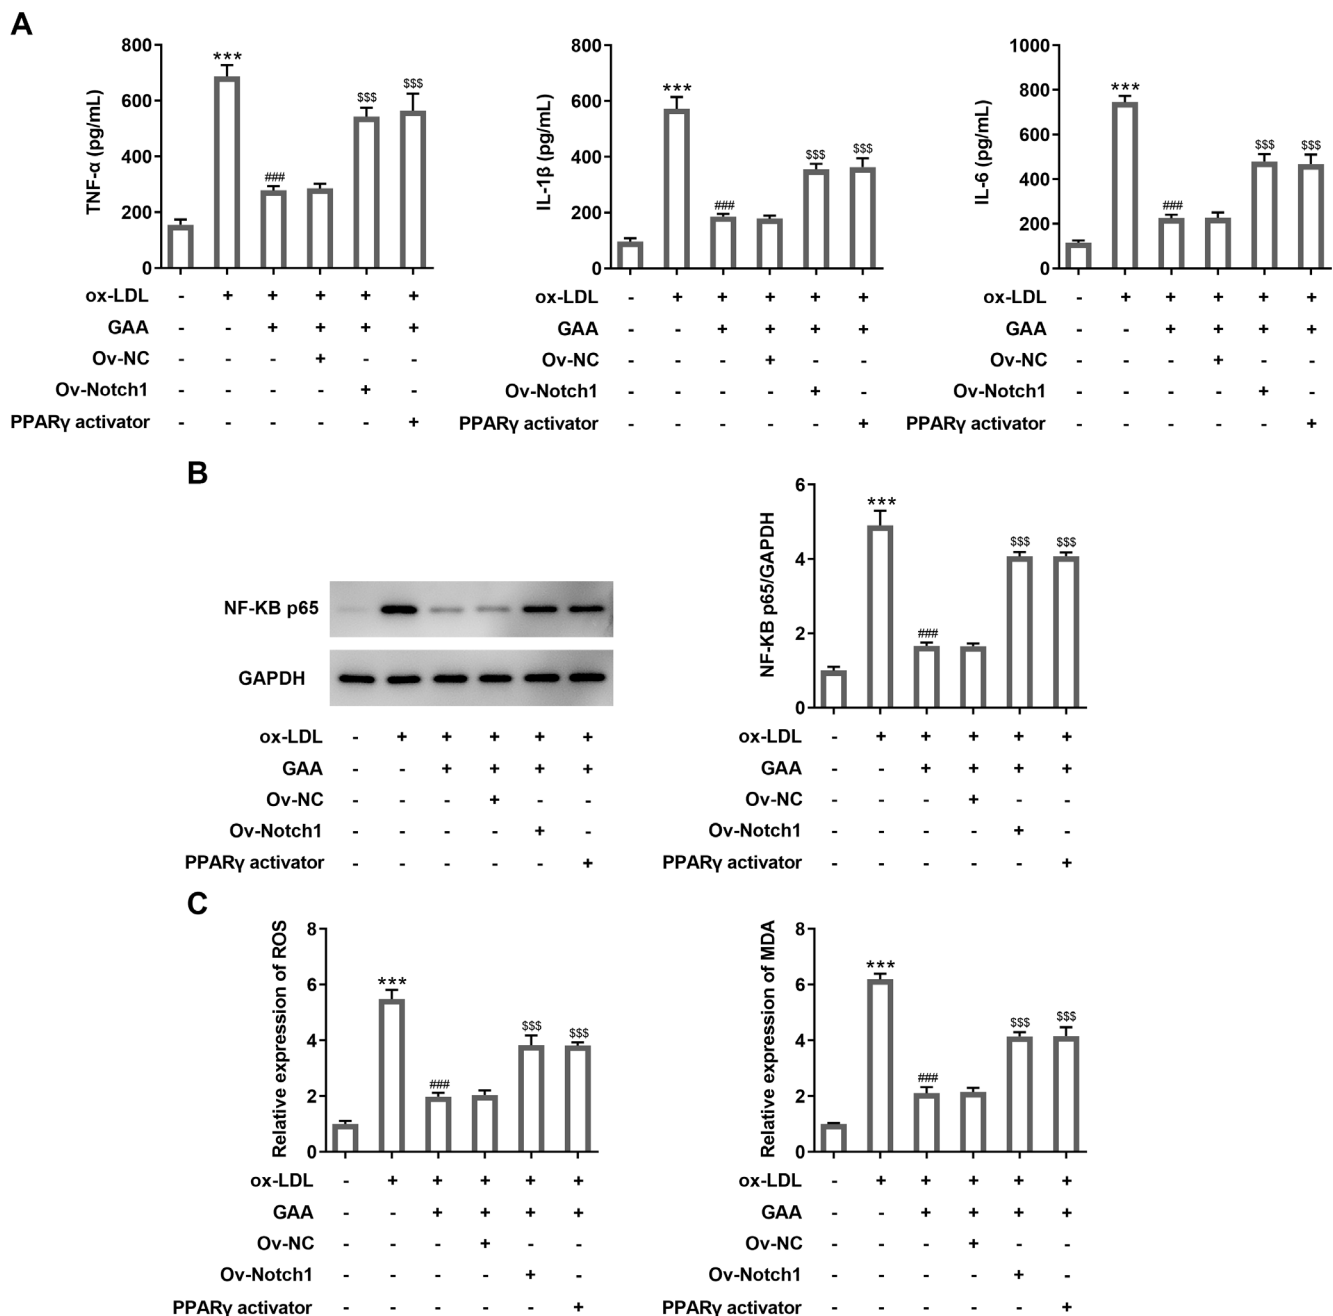 A
TNF-α (pg/mL)
800
600
400
200
0
***
###
$$$
$$$
ox-LDL - + + + + +
GAA - - + + + +
Ov-NC - - - + - -
Ov-Notch1 - - - - + -
PPARγ activator - - - - - +
IL-1β (pg/mL)
800
600
400
200
0
***
###
$$$
$$$
ox-LDL - + + + + +
GAA - - + + + +
Ov-NC - - - + - -
Ov-Notch1 - - - - + -
PPARγ activator - - - - - +
IL-6 (pg/mL)
1000
800
600
400
200
0
***
###
$$$
$$$
ox-LDL - + + + + +
GAA - - + + + +
Ov-NC - - - + - -
Ov-Notch1 - - - - + -
PPARγ activator - - - - - +
B
NF-KB p65
GAPDH
ox-LDL - + + + + +
GAA - - + + + +
Ov-NC - - - + - -
Ov-Notch1 - - - - + -
PPARγ activator - - - - - +
NF-KB p65/GAPDH
6
4
2
0
***
###
$$$
$$$
ox-LDL - + + + + +
GAA - - + + + +
Ov-NC - - - + - -
Ov-Notch1 - - - - + -
PPARγ activator - - - - - +
C
Relative expression of ROS
8
6
4
2
0
***
###
$$$
$$$
ox-LDL - + + + + +
GAA - - + + + +
Ov-NC - - - + - -
Ov-Notch1 - - - - + -
PPARγ activator - - - - - +
Relative expression of MDA
8
6
4
2
0
***
###
$$$
$$$
ox-LDL - + + + + +
GAA - - + + + +
Ov-NC - - - + - -
Ov-Notch1 - - - - + -
PPARγ activator - - - - - +